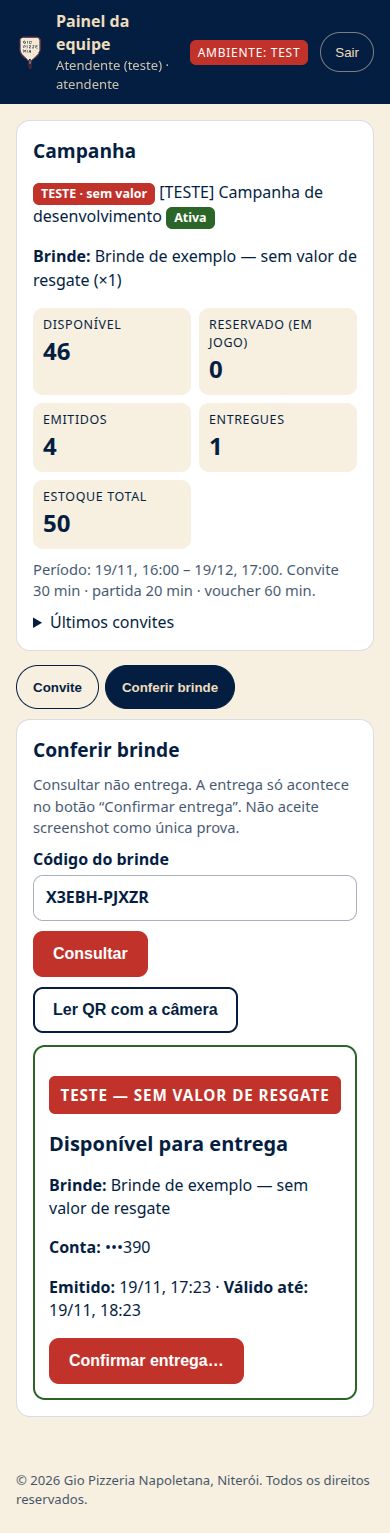 GIO
PIZZE
RIA
Painel da
equipe
Atendente (teste) ·
atendente
AMBIENTE: TEST
Sair
Campanha
TESTE · sem valor [TESTE] Campanha de
desenvolvimento Ativa
Brinde: Brinde de exemplo — sem valor de
resgate (×1)
DISPONÍVEL
46
RESERVADO (EM
JOGO)
0
EMITIDOS
4
ENTREGUES
1
ESTOQUE TOTAL
50
Período: 19/11, 16:00 – 19/12, 17:00. Convite
30 min · partida 20 min · voucher 60 min.
Últimos convites
Convite
Conferir brinde
Conferir brinde
Consultar não entrega. A entrega só acontece
no botão “Confirmar entrega”. Não aceite
screenshot como única prova.
Código do brinde
X3EBH-PJXZR
Consultar
Ler QR com a câmera
TESTE — SEM VALOR DE RESGATE
Disponível para entrega
Brinde: Brinde de exemplo — sem
valor de resgate
Conta: •••390
Emitido: 19/11, 17:23 · Válido até:
19/11, 18:23
Confirmar entrega…
© 2026 Gio Pizzeria Napoletana, Niterói. Todos os direitos
reservados.